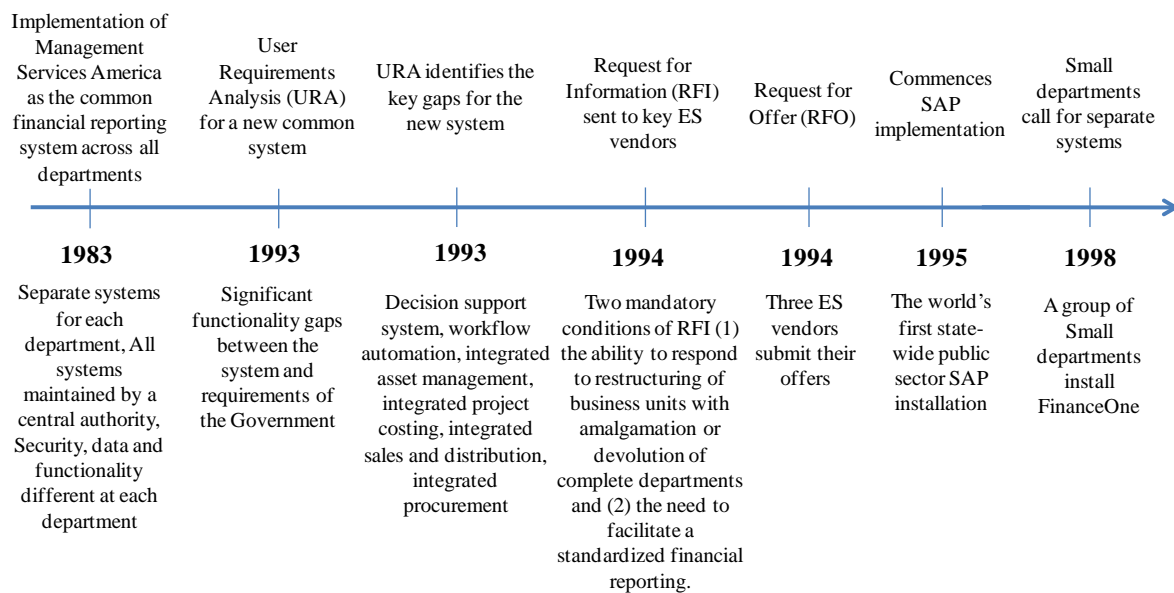 Implementation of
Management
Services America
as the common
financial reporting
system across all
departments
User
Requirements
Analysis (URA)
for a new common
system
URA identifies the
key gaps for the
new system
Request for
Information (RFI)
sent to key ES
vendors
Request for
Offer (RFO)
Commences
SAP
implementation
Small
departments
call for separate
systems
1983
1993
1993
1994
1994
1995
1998
Separate systems
for each
department, All
systems
maintained by a
central authority,
Security, data and
functionality
different at each
department
Significant
functionality gaps
between the
system and
requirements of
the Government
Decision support
system, workflow
automation, integrated
asset management,
integrated project
costing, integrated
sales and distribution,
integrated
procurement
Two mandatory
conditions of RFI (1)
the ability to respond
to restructuring of
business units with
amalgamation or
devolution of
complete departments
and (2) the need to
facilitate a
standardized financial
reporting.
Three ES
vendors
submit their
offers
The world's
first state-
wide public
sector SAP
installation
A group of
Small
departments
install
FinanceOne